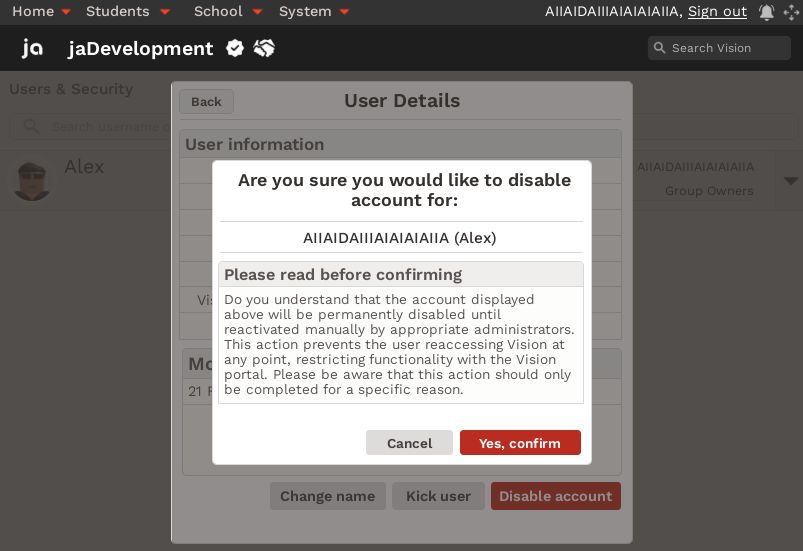 Home Students School System AIIAIDAIIIAIAIAIAIIA, Sign out
ja jaDevelopment Search Vision
Users & Security
Back User Details
Search username o
User information
Alex AIIAIDAIIIAIAIAIAIIA
Group Owners
Are you sure you would like to disable
account for:
AIIAIDAIIIAIAIAIAIIA (Alex)
Please read before confirming
Do you understand that the account displayed
above will be permanently disabled until
reactivated manually by appropriate administrators.
This action prevents the user reaccessing Vision at
any point, restricting functionality with the Vision
portal. Please be aware that this action should only
be completed for a specific reason.
Vis
Mo
21 F
Cancel Yes, confirm
Change name Kick user Disable account